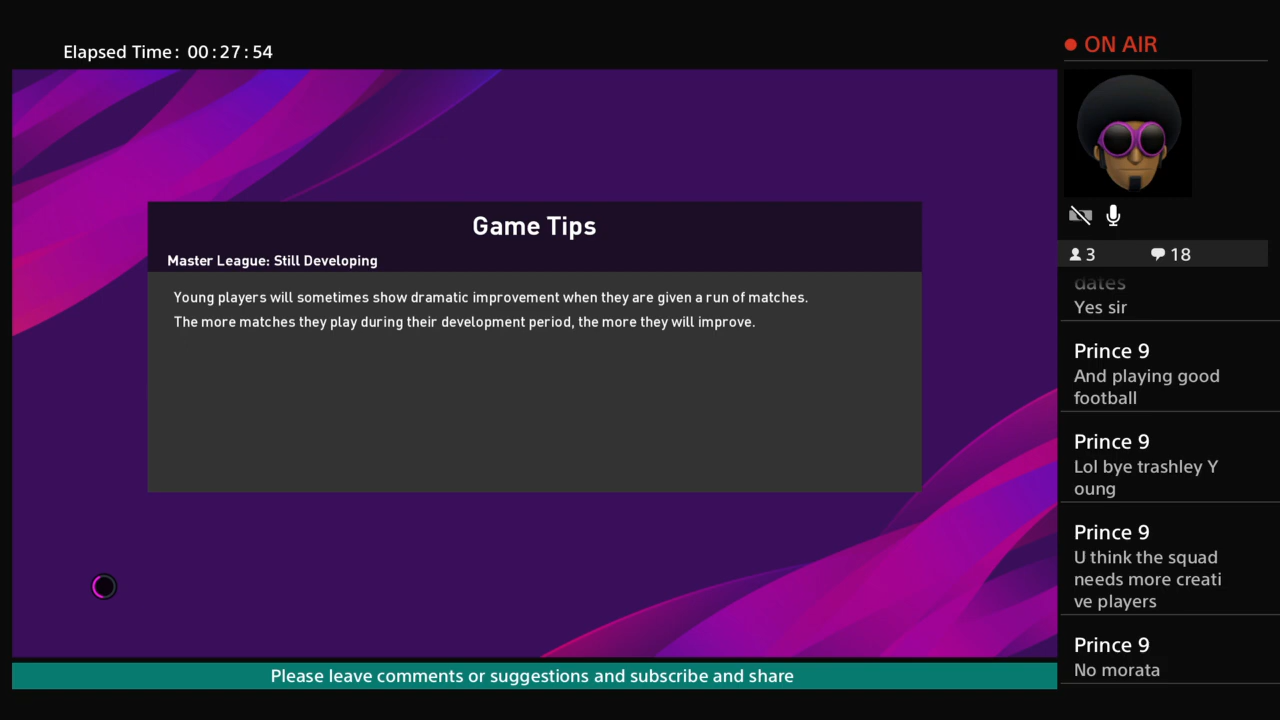 Elapsed Time: 00:27:54
ON AIR
Game Tips
Master League: Still Developing
Young players will sometimes show dramatic improvement when they are given a run of matches.
The more matches they play during their development period, the more they will improve.
3 18
dates
Yes sir
Prince 9
And playing good
football
Prince 9
Lol bye trashley Y
oung
Prince 9
U think the squad
needs more creati
ve players
Prince 9
No morata
Please leave comments or suggestions and subscribe and share